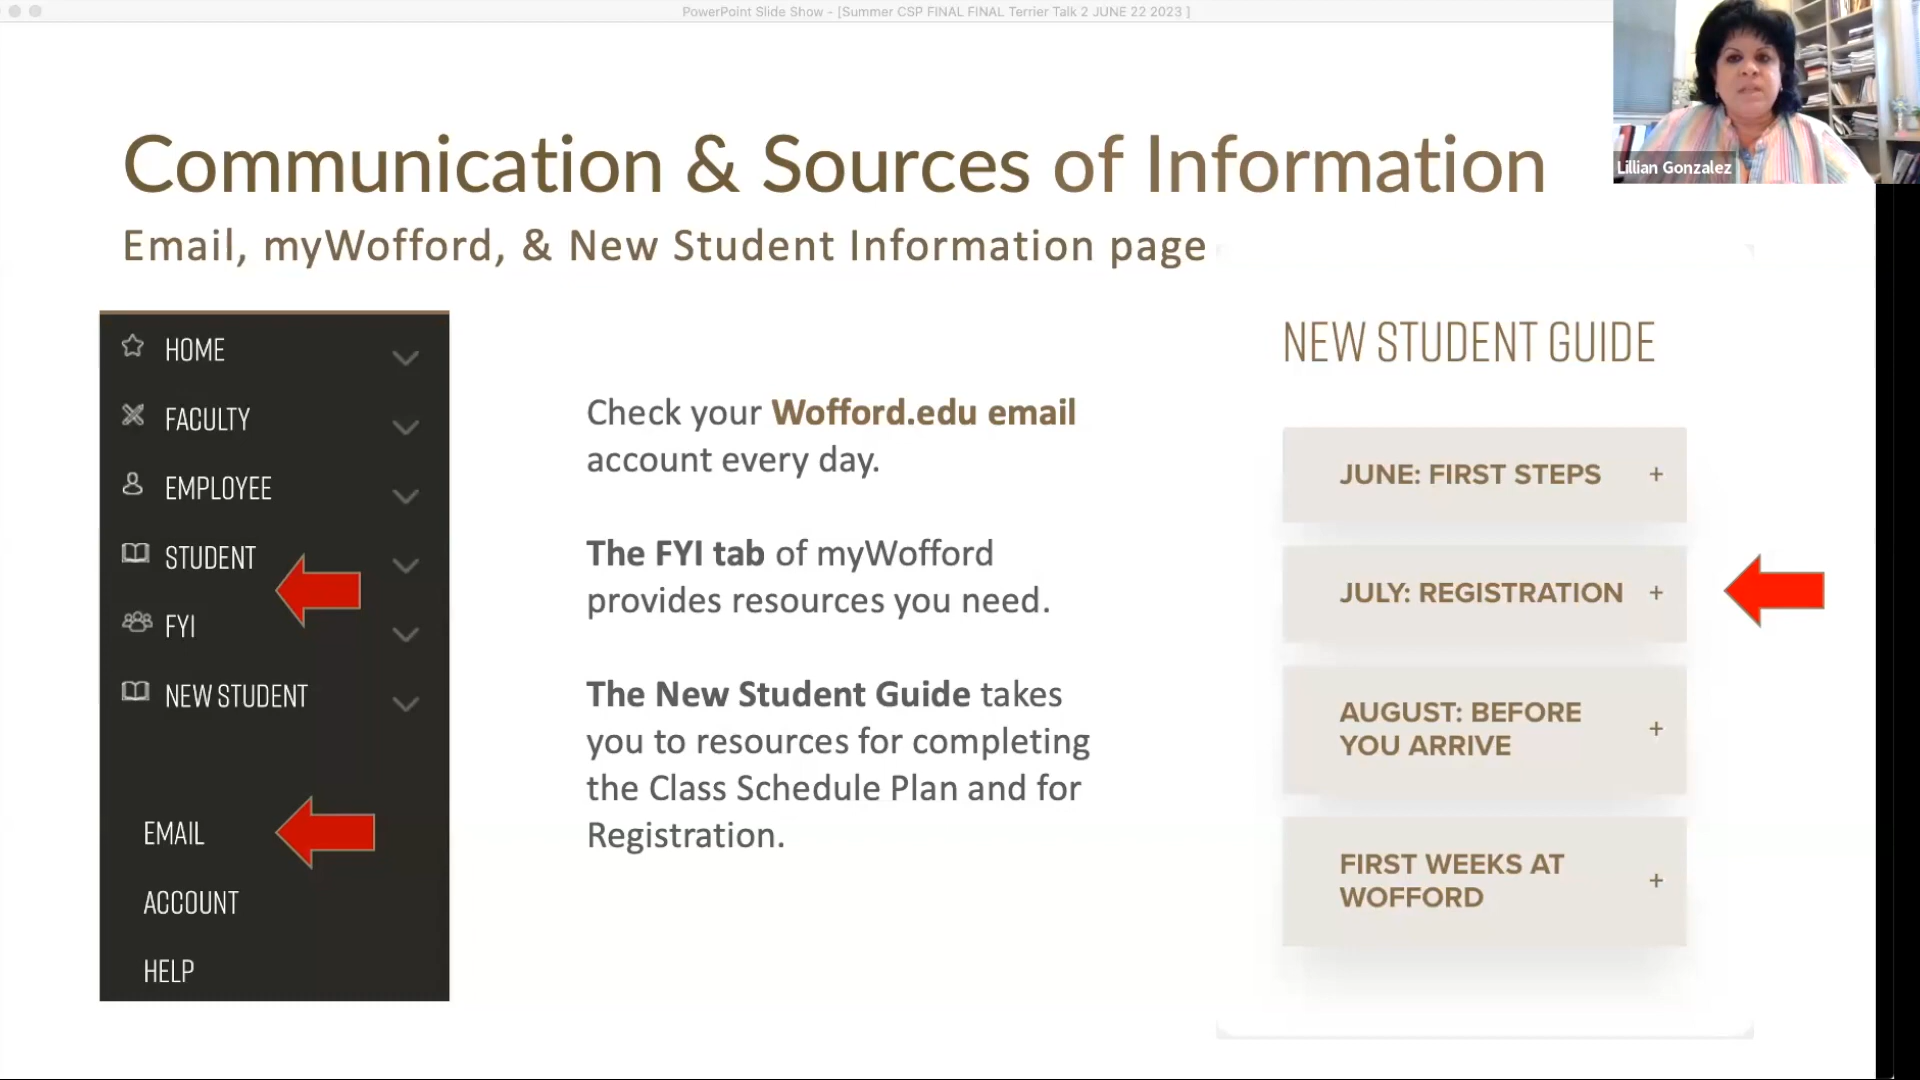 PowerPoint Slide Show - [Summer CSP FINAL FINAL Terrier Talk 2 JUNE 22 2023 ]
Lillian Gonzalez
Communication & Sources of Information
Email, myWofford, & New Student Information page
HOME
FACULTY
EMPLOYEE
STUDENT
FYI
NEW STUDENT
EMAIL
ACCOUNT
HELP
Check your Wofford.edu email
account every day.
The FYI tab of myWofford
provides resources you need.
The New Student Guide takes
you to resources for completing
the Class Schedule Plan and for
Registration.
NEW STUDENT GUIDE
JUNE: FIRST STEPS +
JULY: REGISTRATION +
AUGUST: BEFORE
YOU ARRIVE +
FIRST WEEKS AT
WOFFORD +